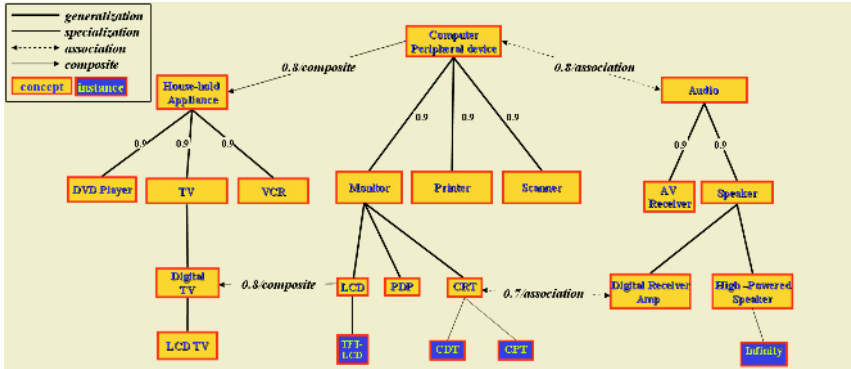 generalization
specialization
association
composite
concept
instance
Computer
Peripheral device
0.8/composite
0.8/association
House-hold
Appliance
Audio
0.9
0.9
0.9
0.9
0.9
0.9
0.9
0.9
DVD Player
TV
VCR
Monitor
Printer
Scanner
AV
Receiver
Speaker
Digital
TV
0.8/composite
LCD
PDP
CRT
0.7/association
Digital Receiver
Amp
High -Powered
Speaker
LCD TV
TFT-
LCD
CDT
CPT
Infinity